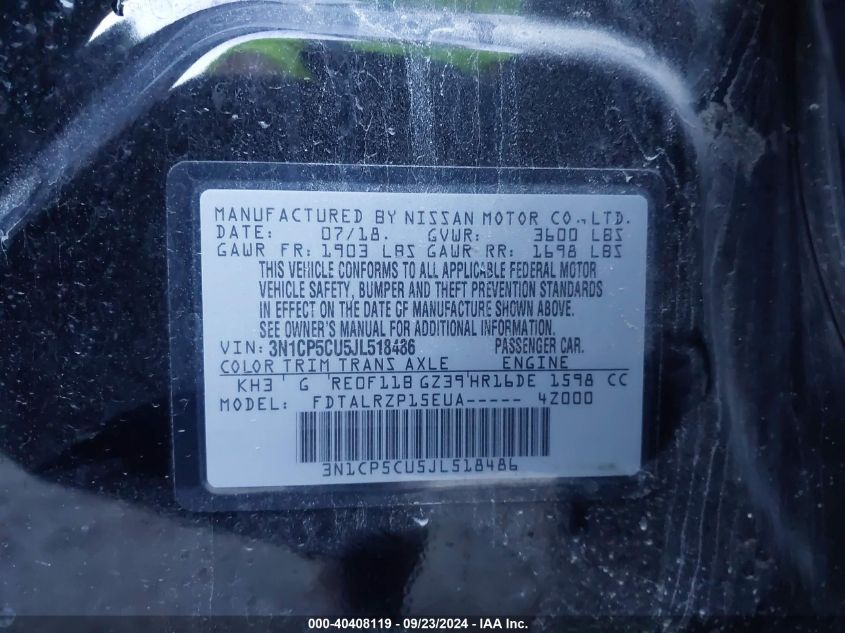 MANUFACTURED BY NISSAN MOTOR CO., LTD.
DATE: 07/18. GVWR: 3600 LBS
GAWR FR: 1903 LBS GAWR RR: 1698 LBS
THIS VEHICLE CONFORMS TO ALL APPLICABLE FEDERAL MOTOR
VEHICLE SAFETY, BUMPER AND THEFT PREVENTION STANDARDS
IN EFFECT ON THE DATE OF MANUFACTURE SHOWN ABOVE.
SEE OWNER'S MANUAL FOR ADDITIONAL INFORMATION.
VIN: 3N1CP5CU5JL518486 PASSENGER CAR.
COLOR TRIM TRANS AXLE ENGINE
KH3 G RE0F11B GZ39 HR16DE 1598 CC
MODEL: FDTALRZP15EUA----- 4Z000
3N1CP5CU5JL518486
000-40408119 / 09/23/2024 - IAA Inc.